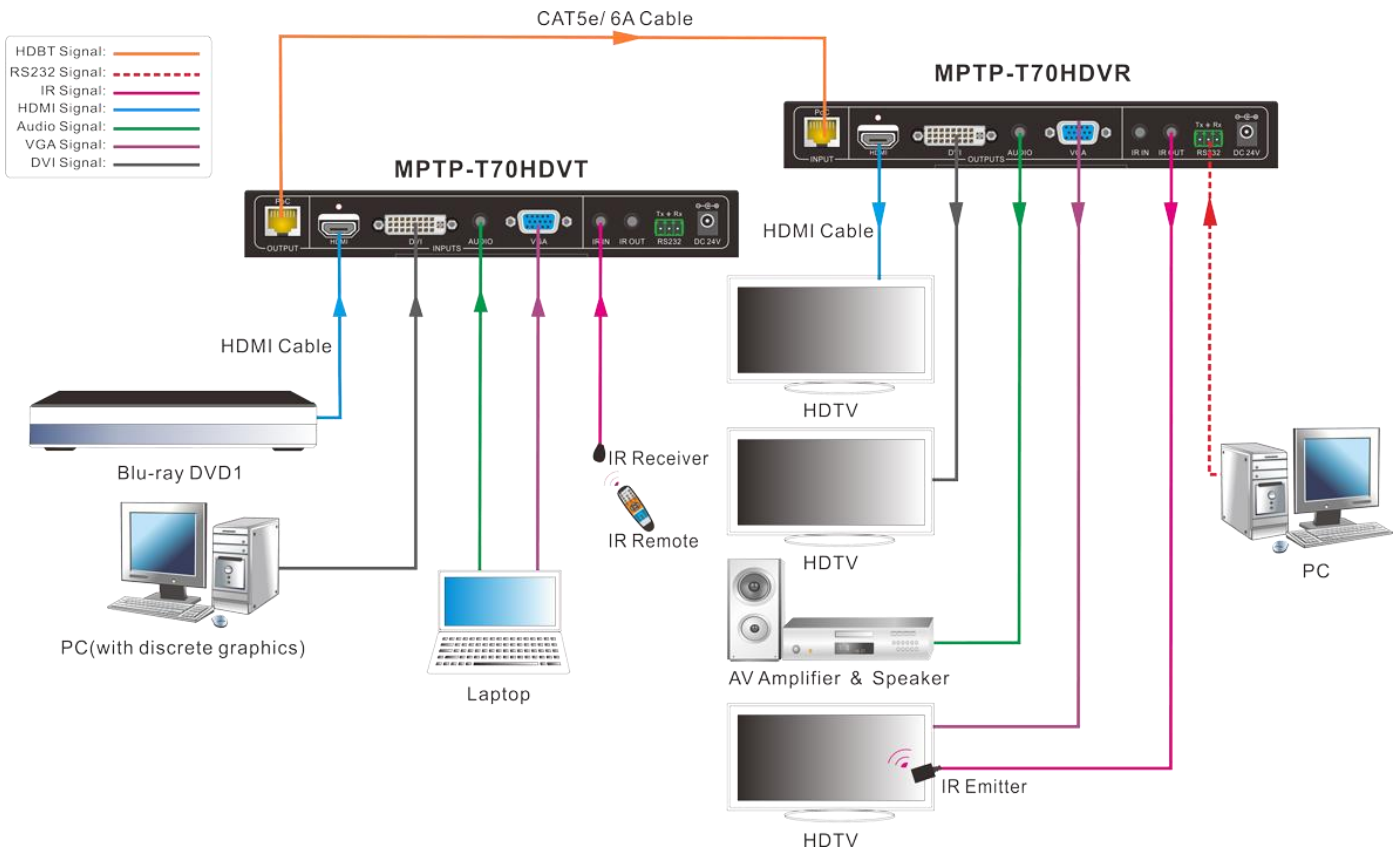 CAT5e/ 6A Cable
HDBT Signal:
RS232 Signal:
IR Signal:
HDMI Signal:
Audio Signal:
VGA Signal:
DVI Signal:
MPTP-T70HDVR
PoC
INPUT
HDMI
DVI
AUDIO
VGA
OUTPUTS
IR IN
IR OUT
Tx + Rx
RS232
DC 24V
MPTP-T70HDVT
PoC
OUTPUT
HDMI
DVI
INPUTS
AUDIO
VGA
IR IN
IR OUT
Tx + Rx
RS232
DC 24V
HDMI Cable
HDMI Cable
Blu-ray DVD1
PC(with discrete graphics)
Laptop
IR Receiver
IR Remote
HDTV
HDTV
AV Amplifier & Speaker
IR Emitter
HDTV
PC